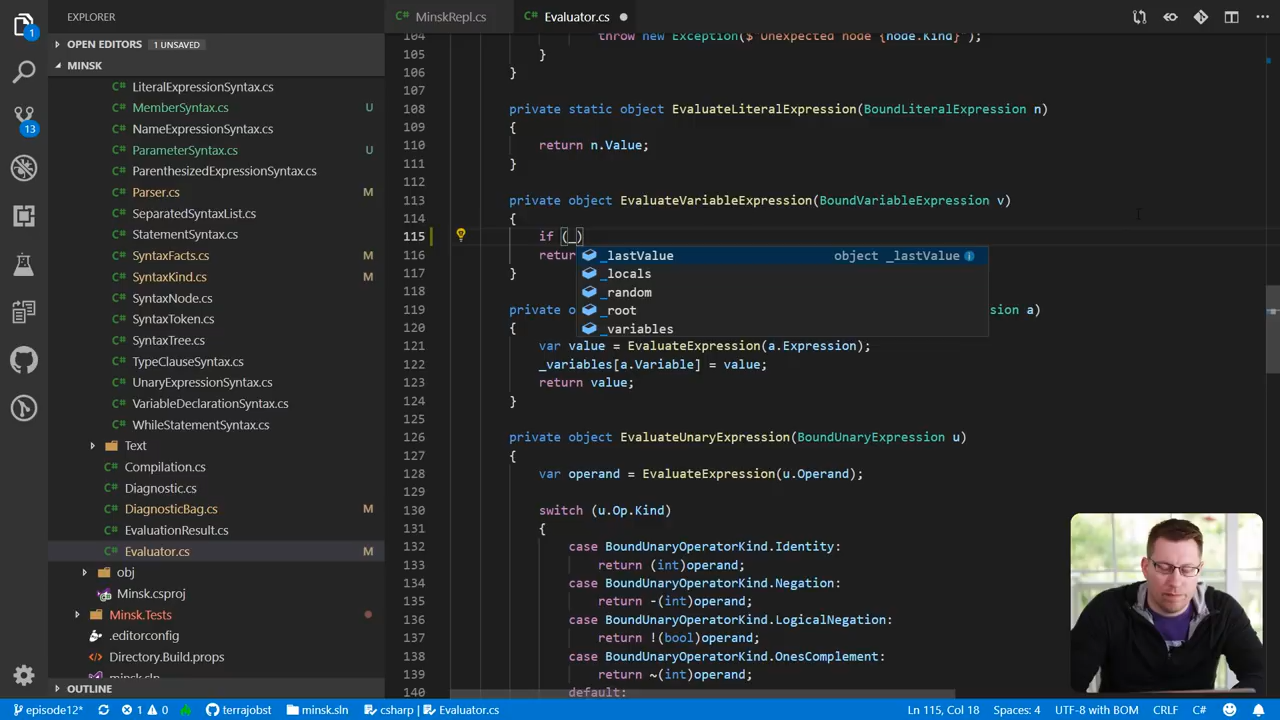 EXPLORER
OPEN EDITORS 1 UNSAVED
MINSK
LiteralExpressionSyntax.cs
MemberSyntax.cs U
NameExpressionSyntax.cs
ParameterSyntax.cs U
ParenthesizedExpressionSyntax.cs
Parser.cs M
SeparatedSyntaxList.cs
StatementSyntax.cs
SyntaxFacts.cs M
SyntaxKind.cs M
SyntaxNode.cs
SyntaxToken.cs
SyntaxTree.cs
TypeClauseSyntax.cs
UnaryExpressionSyntax.cs
VariableDeclarationSyntax.cs
WhileStatementSyntax.cs
Text
Compilation.cs
Diagnostic.cs
DiagnosticBag.cs M
EvaluationResult.cs
Evaluator.cs M
obj
Minsk.csproj
Minsk.Tests
.editorconfig
Directory.Build.props
minsk.sln
OUTLINE
1
13
MinskRepl.cs Evaluator.cs
104 throw new Exception($"Unexpected node {node.Kind}");
105 }
106 }
107
108 private static object EvaluateLiteralExpression(BoundLiteralExpression n)
109 {
110 return n.Value;
111 }
112
113 private object EvaluateVariableExpression(BoundVariableExpression v)
114 {
115 if (_)
116 retur
117 }
118
119 private o sion a)
120 {
121 var value = EvaluateExpression(a.Expression);
122 _variables[a.Variable] = value;
123 return value;
124 }
125
126 private object EvaluateUnaryExpression(BoundUnaryExpression u)
127 {
128 var operand = EvaluateExpression(u.Operand);
129
130 switch (u.Op.Kind)
131 {
132 case BoundUnaryOperatorKind.Identity:
133 return (int)operand;
134 case BoundUnaryOperatorKind.Negation:
135 return -(int)operand;
136 case BoundUnaryOperatorKind.LogicalNegation:
137 return !(bool)operand;
138 case BoundUnaryOperatorKind.OnesComplement:
139 return ~(int)operand;
140 default:
_lastValue object _lastValue
_locals
_random
_root
_variables
episode12* 1 0 terrajobst minsk.sln csharp | Evaluator.cs Ln 115, Col 18 Spaces: 4 UTF-8 with BOM CRLF C#